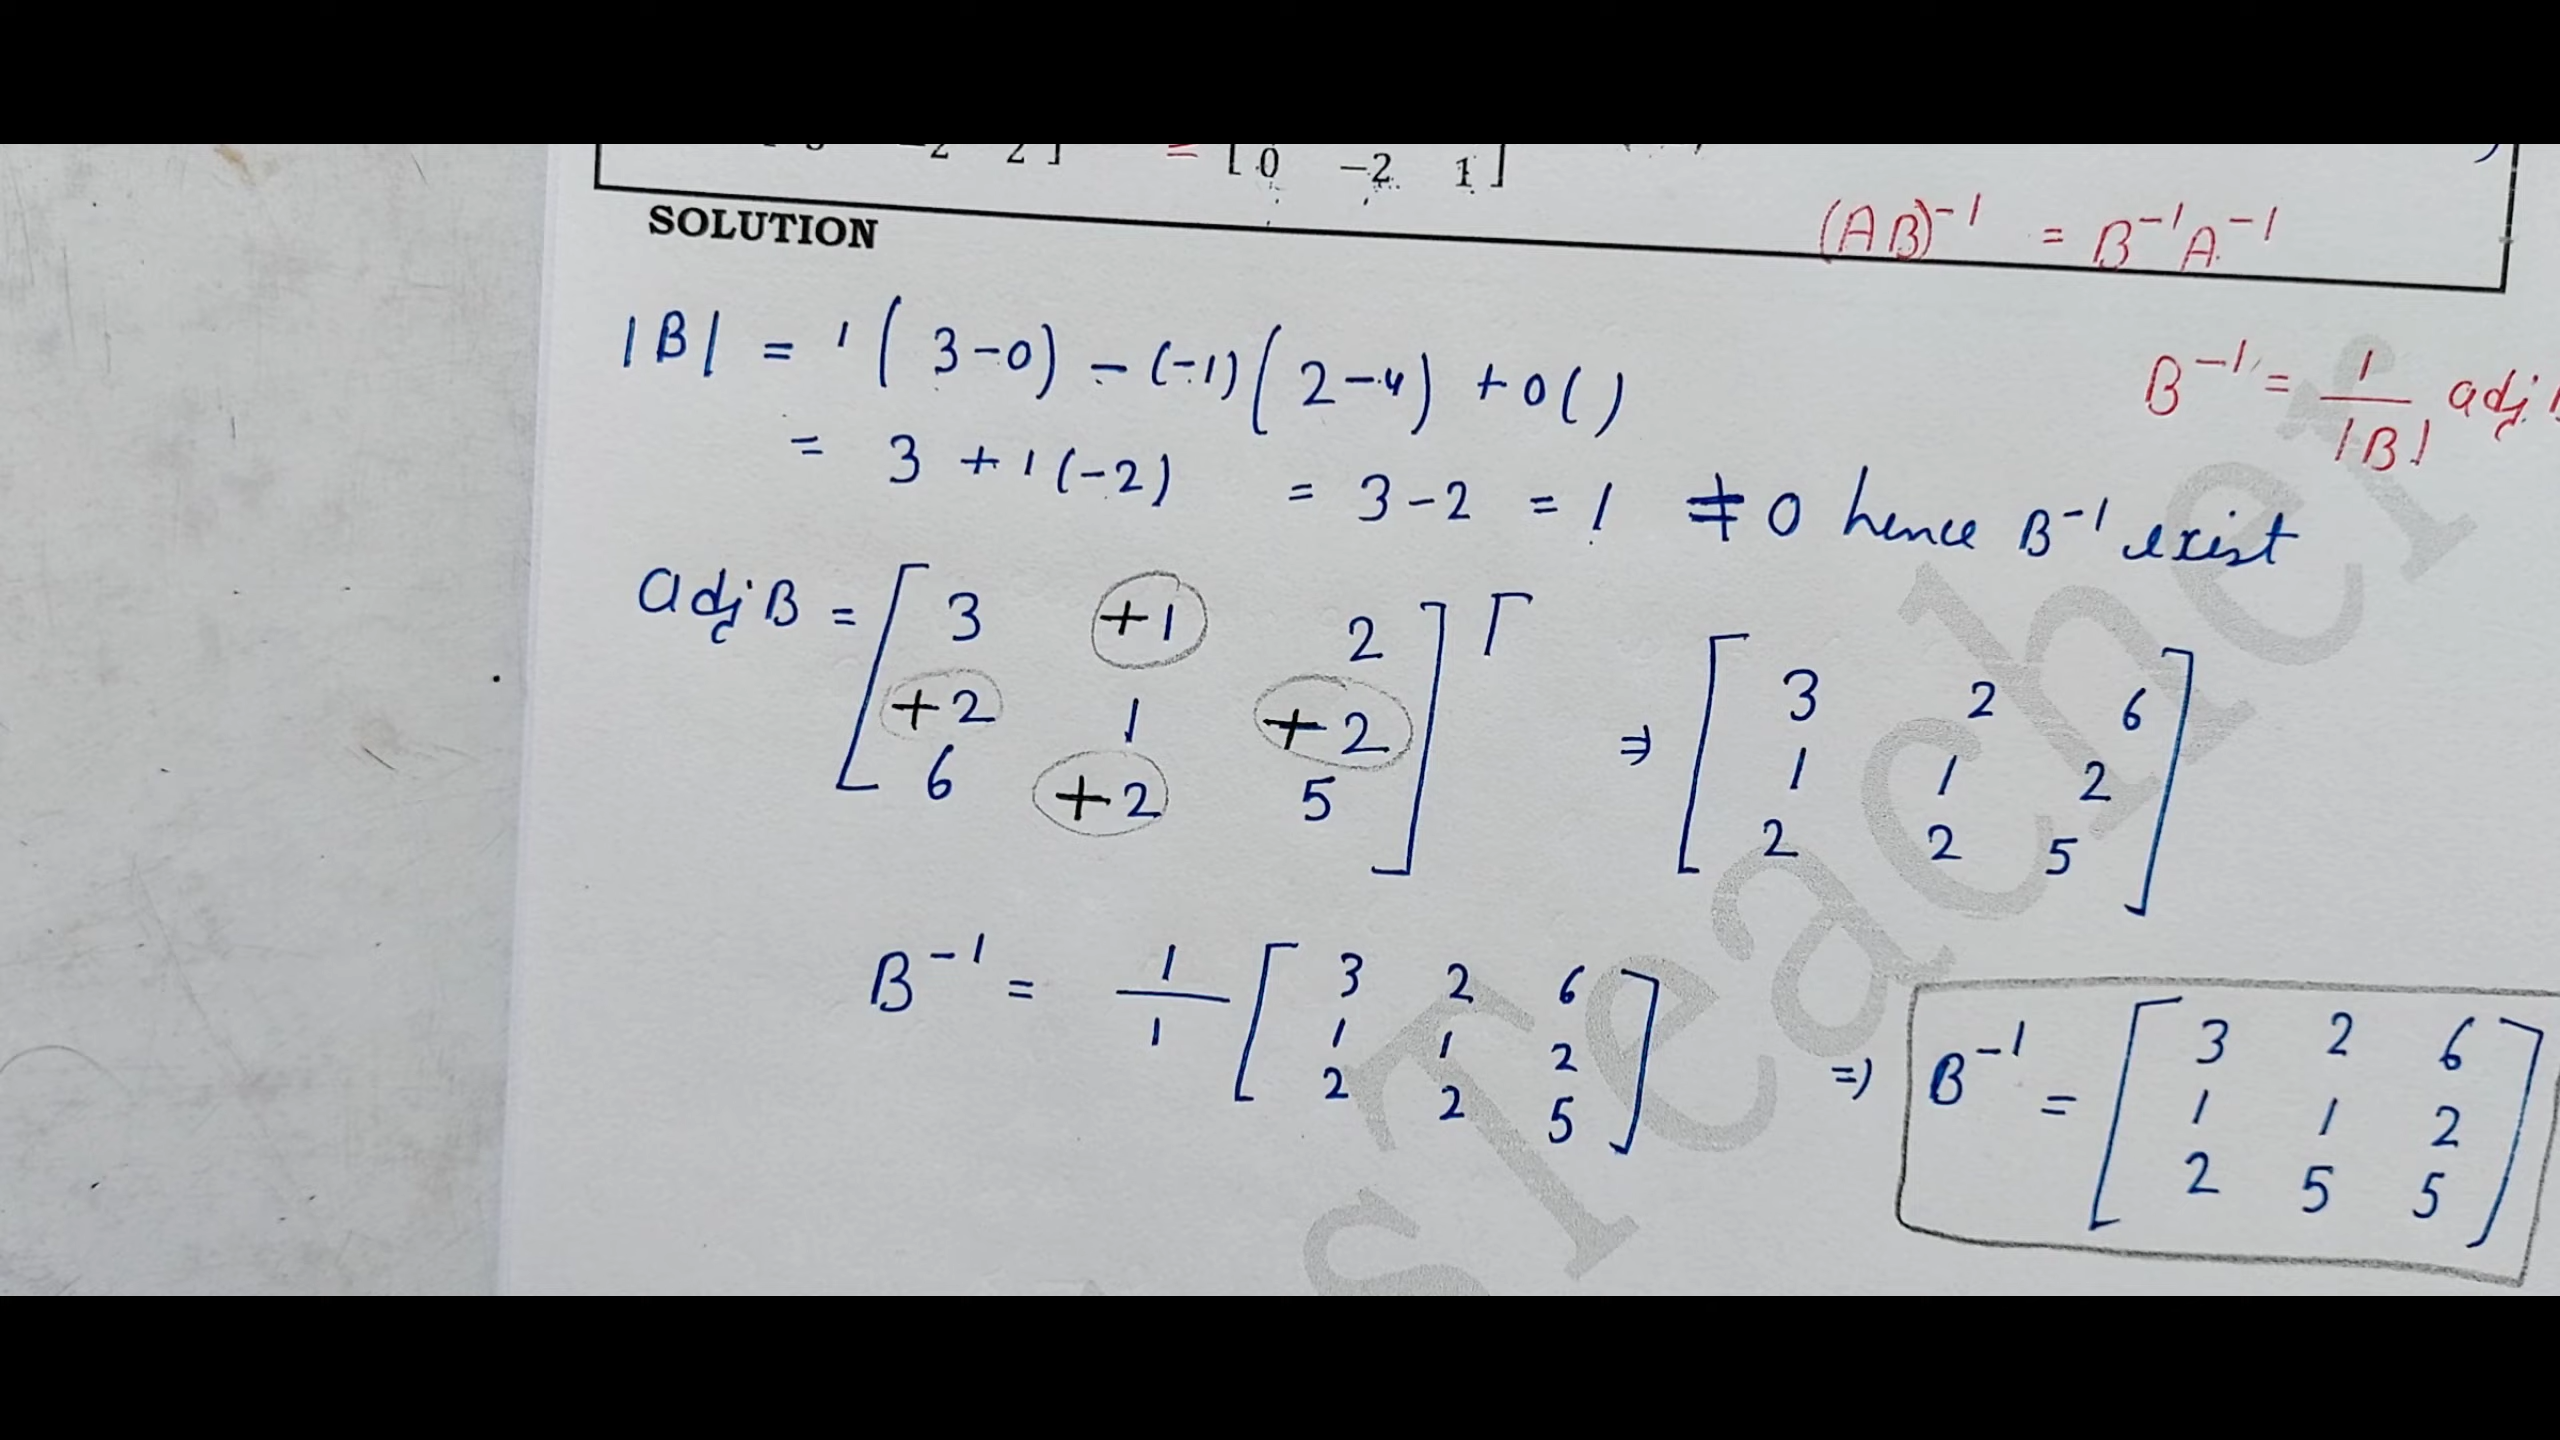 -2 2 ] = [ 0 -2 1 ]
SOLUTION
(AB)⁻¹ = B⁻¹A⁻¹
|B| = 1(3-0) - (-1)(2-4) + 0( )
B⁻¹ = 1/|B| adj
= 3 + 1(-2) = 3-2 = 1 ≠ 0 hence B⁻¹ exist
adj B = [ 3 +1 2 ] T
+2 1 +2
6 +2 5
⇒ [ 3 2 6
1 1 2
2 2 5 ]
B⁻¹ = 1/1 [ 3 2 6
1 1 2
2 2 5 ]
⇒ B⁻¹ = [ 3 2 6
1 1 2
2 5 5 ]
sTeacher